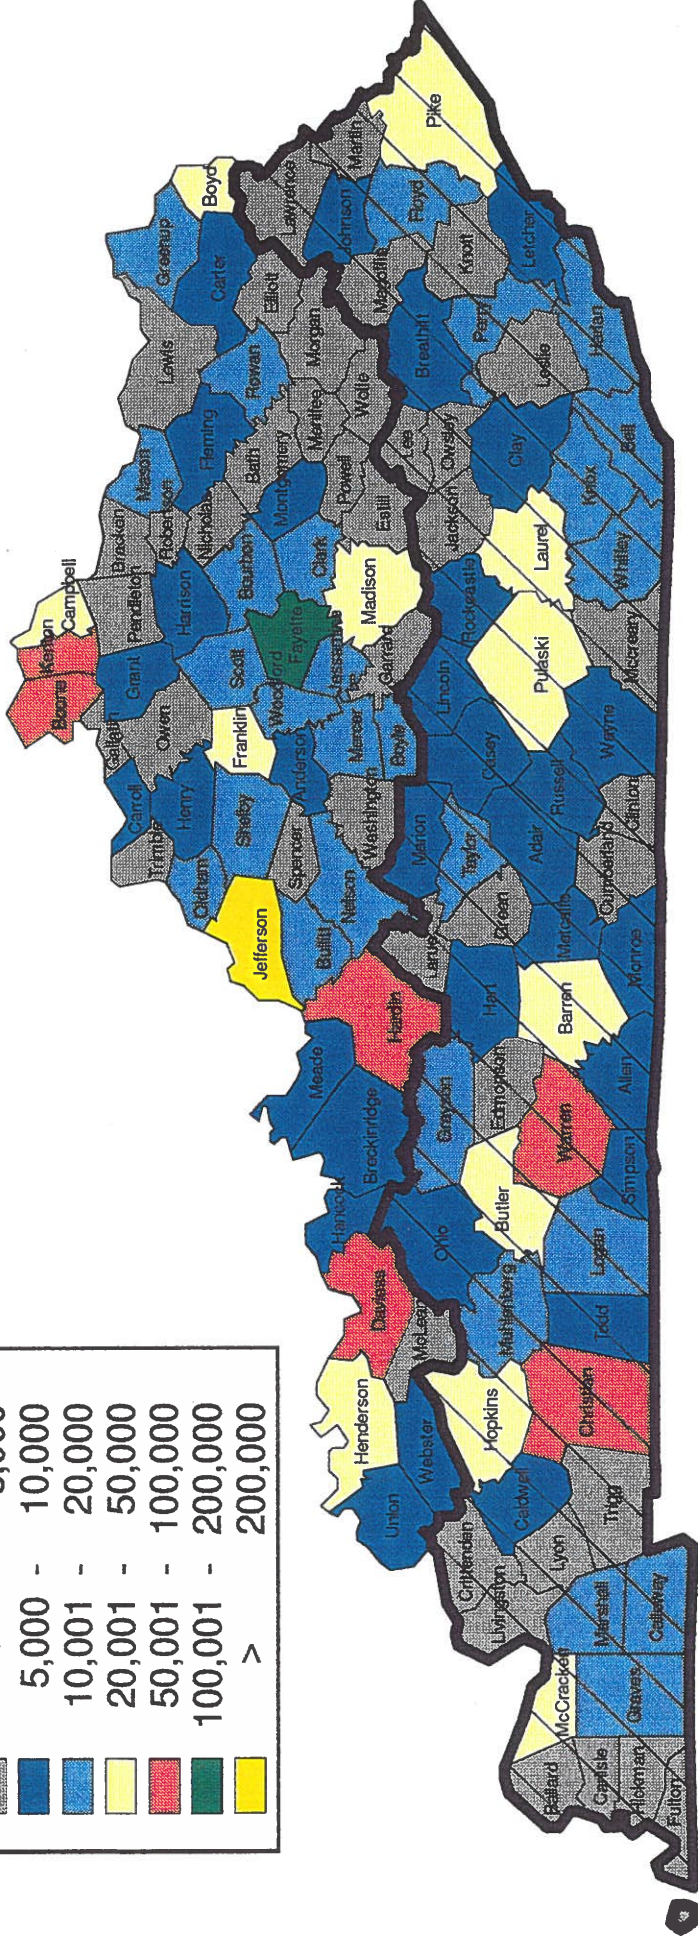 5,000 - 10,000
10,001 - 20,000
20,001 - 50,000
50,001 - 100,000
100,001 - 200,000
> 200,000
Boone
Kenton
Campbell
Gallatin
Grant
Pendleton
Bracken
Robertson
Mason
Lewis
Greenup
Boyd
Carter
Carroll
Trimble
Owen
Henry
Harrison
Nicholas
Fleming
Rowan
Elliott
Lawrence
Oldham
Shelby
Franklin
Scott
Bourbon
Bath
Montgomery
Menifee
Morgan
Johnson
Martin
Jefferson
Spencer
Anderson
Woodford
Fayette
Clark
Powell
Wolfe
Magoffin
Floyd
Pike
Bullitt
Nelson
Washington
Mercer
Jessamine
Madison
Estill
Lee
Breathitt
Knott
Meade
Breckinridge
Hancock
Hardin
Larue
Marion
Boyle
Garrard
Lincoln
Rockcastle
Jackson
Owsley
Perry
Letcher
Henderson
Daviess
McLean
Ohio
Grayson
Hart
Green
Taylor
Casey
Pulaski
Laurel
Clay
Leslie
Harlan
Union
Webster
Hopkins
Muhlenberg
Butler
Edmonson
Barren
Metcalfe
Adair
Russell
Wayne
McCreary
Whitley
Knox
Bell
Crittenden
Livingston
Caldwell
Lyon
Trigg
Christian
Todd
Logan
Warren
Simpson
Allen
Monroe
Cumberland
Clinton
McCracken
Ballard
Carlisle
Hickman
Fulton
Graves
Marshall
Calloway